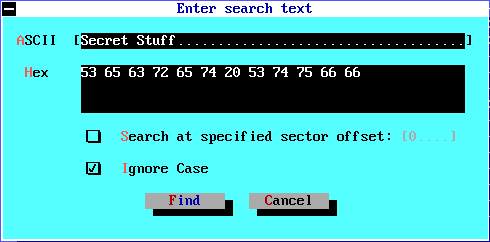 Enter search text
ASCII [Secret Stuff....................................]
Hex 53 65 63 72 65 74 20 53 74 75 66 66
Search at specified sector offset: [0....]
Ignore Case
Find Cancel